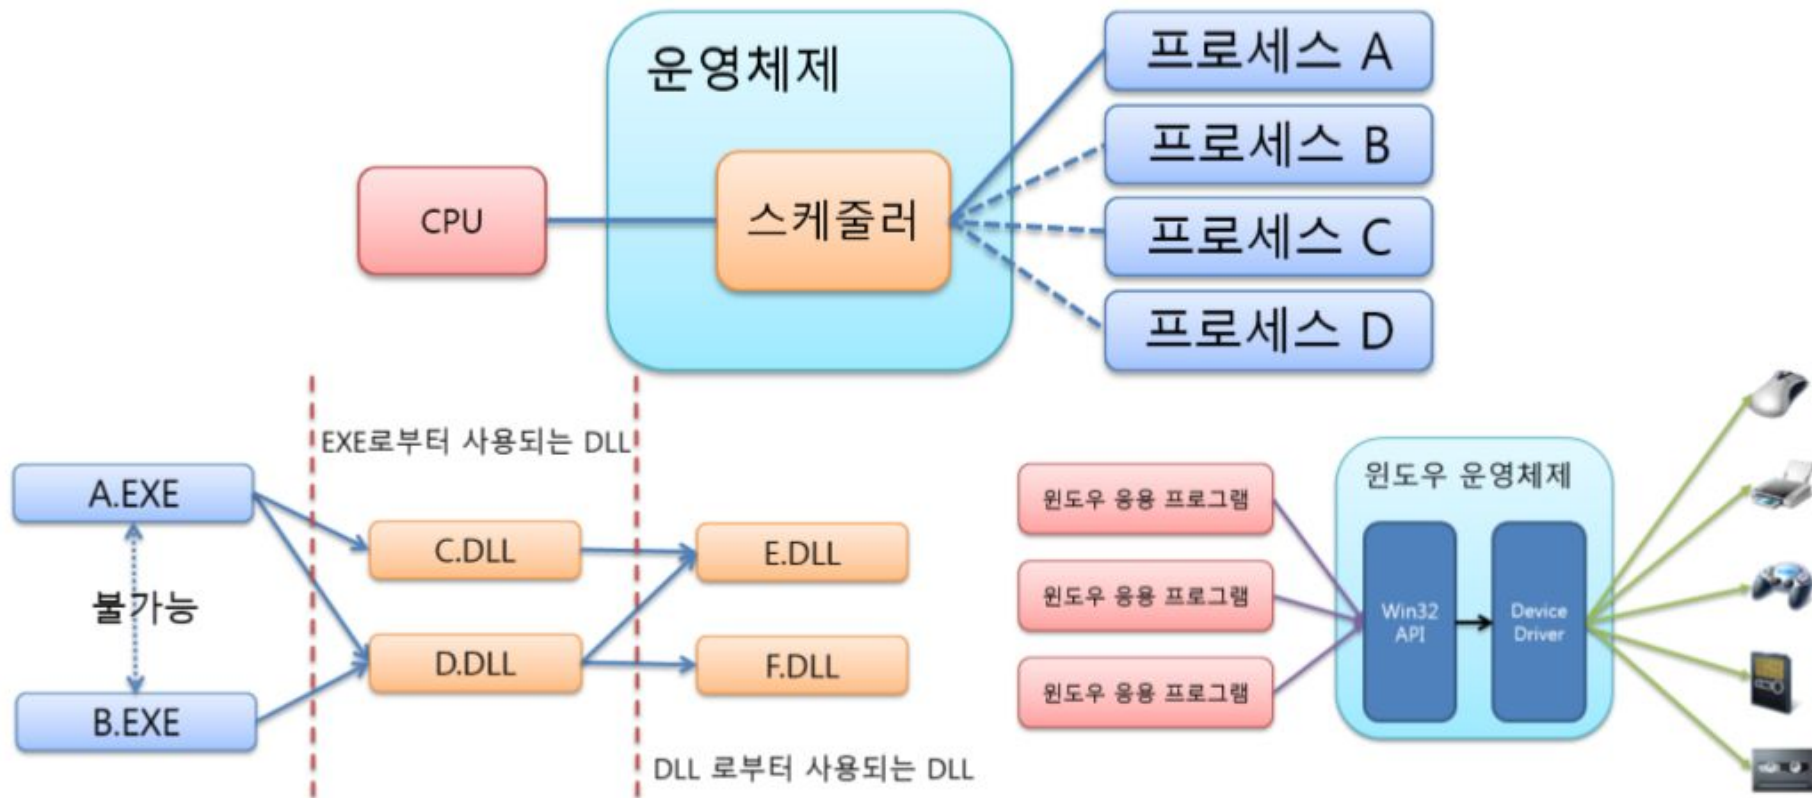 운영체제
CPU
스케줄러
프로세스 A
프로세스 B
프로세스 C
프로세스 D
EXE로부터 사용되는 DLL
A.EXE
불가능
B.EXE
C.DLL
D.DLL
E.DLL
F.DLL
DLL 로부터 사용되는 DLL
윈도우 응용 프로그램
윈도우 응용 프로그램
윈도우 응용 프로그램
윈도우 운영체제
Win32
API
Device
Driver